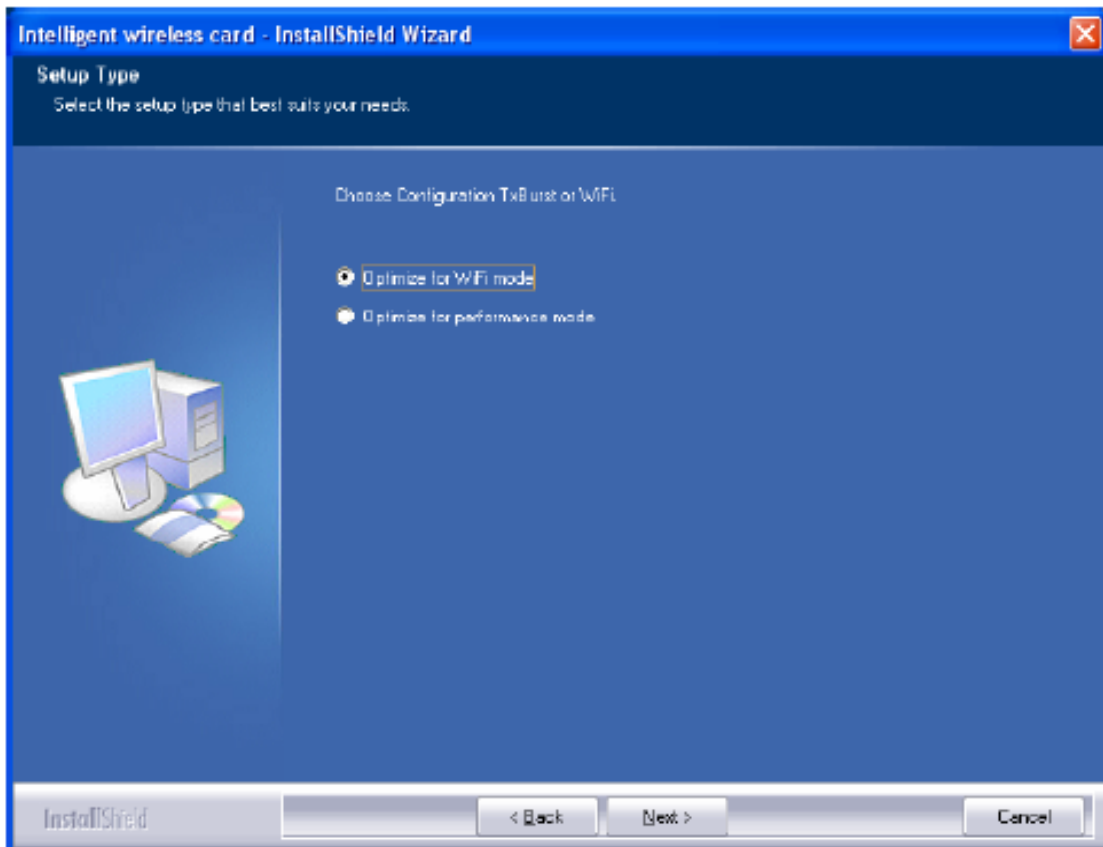 Intelligent wireless card - InstallShield Wizard
Setup Type
Select the setup type that best suits your needs.
Choose Configuration TxBurst or WiFi.
Optimize for WiFi mode
Optimize for performance mode
InstallShield
< Back
Next >
Cancel